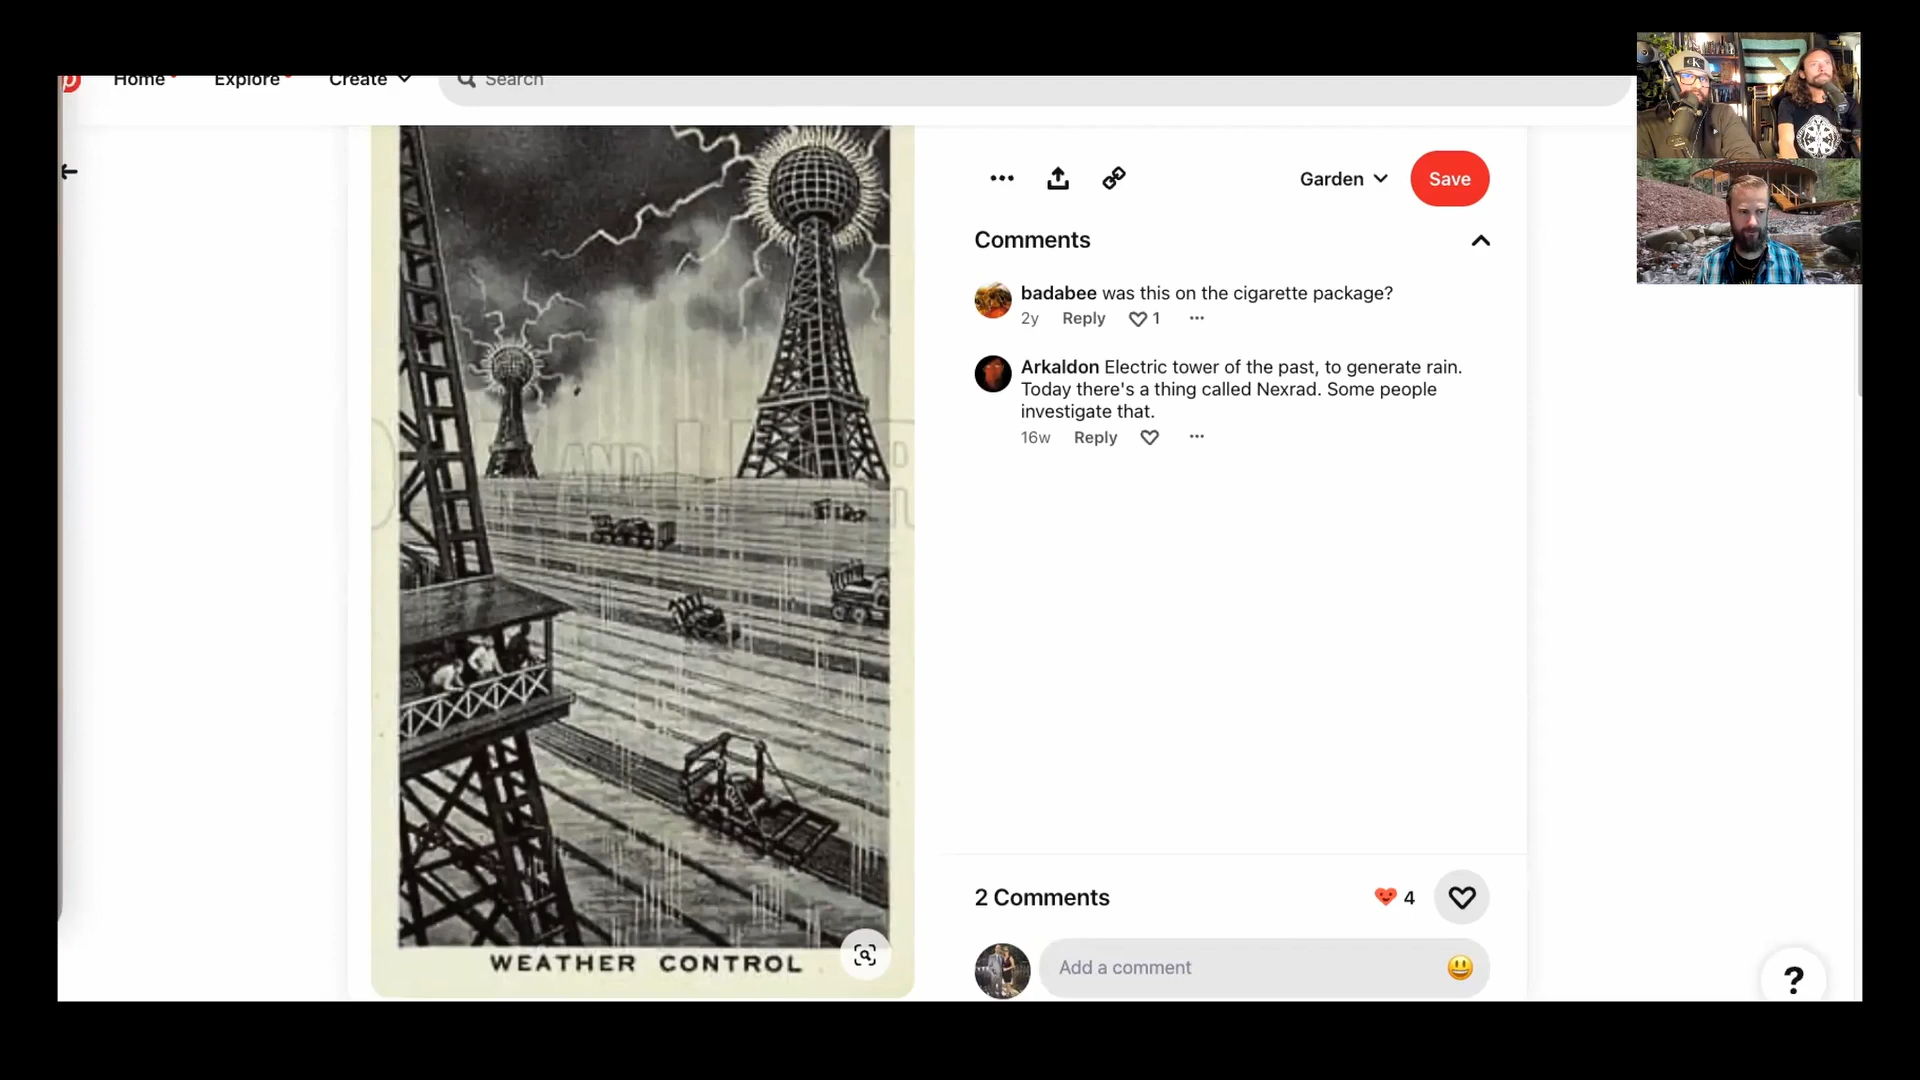 Home
Explore
Create
Search
Garden
Save
Comments
badabee was this on the cigarette package?
2y Reply 1
Arkaldon Electric tower of the past, to generate rain.
Today there's a thing called Nexrad. Some people
investigate that.
16w Reply
AND
WEATHER CONTROL
2 Comments
4
Add a comment
?